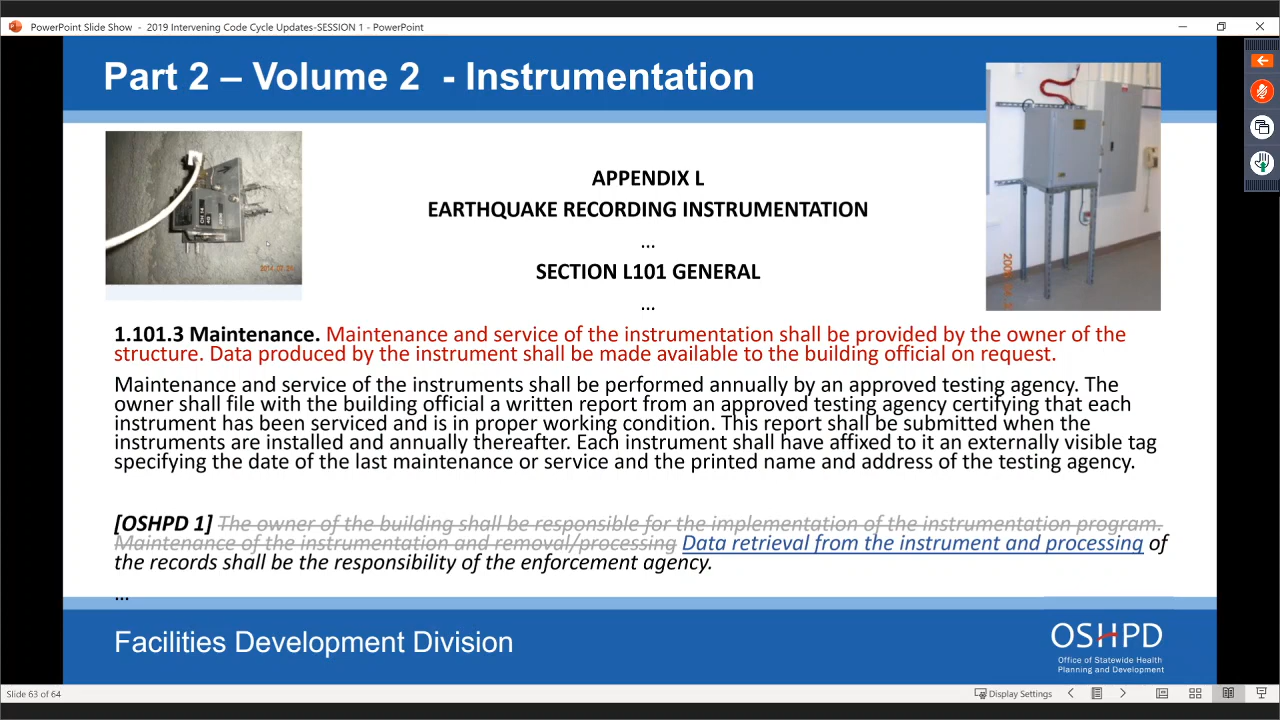 PowerPoint Slide Show - 2019 Intervening Code Cycle Updates-SESSION 1 - PowerPoint
Part 2 – Volume 2 - Instrumentation
APPENDIX L
EARTHQUAKE RECORDING INSTRUMENTATION
...
SECTION L101 GENERAL
...
1.101.3 Maintenance. Maintenance and service of the instrumentation shall be provided by the owner of the
structure. Data produced by the instrument shall be made available to the building official on request.
Maintenance and service of the instruments shall be performed annually by an approved testing agency. The
owner shall file with the building official a written report from an approved testing agency certifying that each
instrument has been serviced and is in proper working condition. This report shall be submitted when the
instruments are installed and annually thereafter. Each instrument shall have affixed to it an externally visible tag
specifying the date of the last maintenance or service and the printed name and address of the testing agency.
[OSHPD 1] The owner of the building shall be responsible for the implementation of the instrumentation program.
Maintenance of the instrumentation and removal/processing Data retrieval from the instrument and processing of
the records shall be the responsibility of the enforcement agency.
...
Facilities Development Division
OSHPD
Office of Statewide Health
Planning and Development
Slide 63 of 64
Display Settings